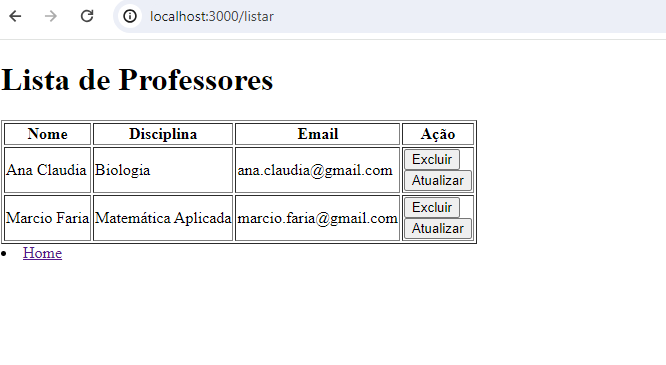 localhost:3000/listar
Lista de Professores
Nome Disciplina Email Ação
Ana Claudia Biologia ana.claudia@gmail.com Excluir
Atualizar
Marcio Faria Matemática Aplicada marcio.faria@gmail.com Excluir
Atualizar
Home